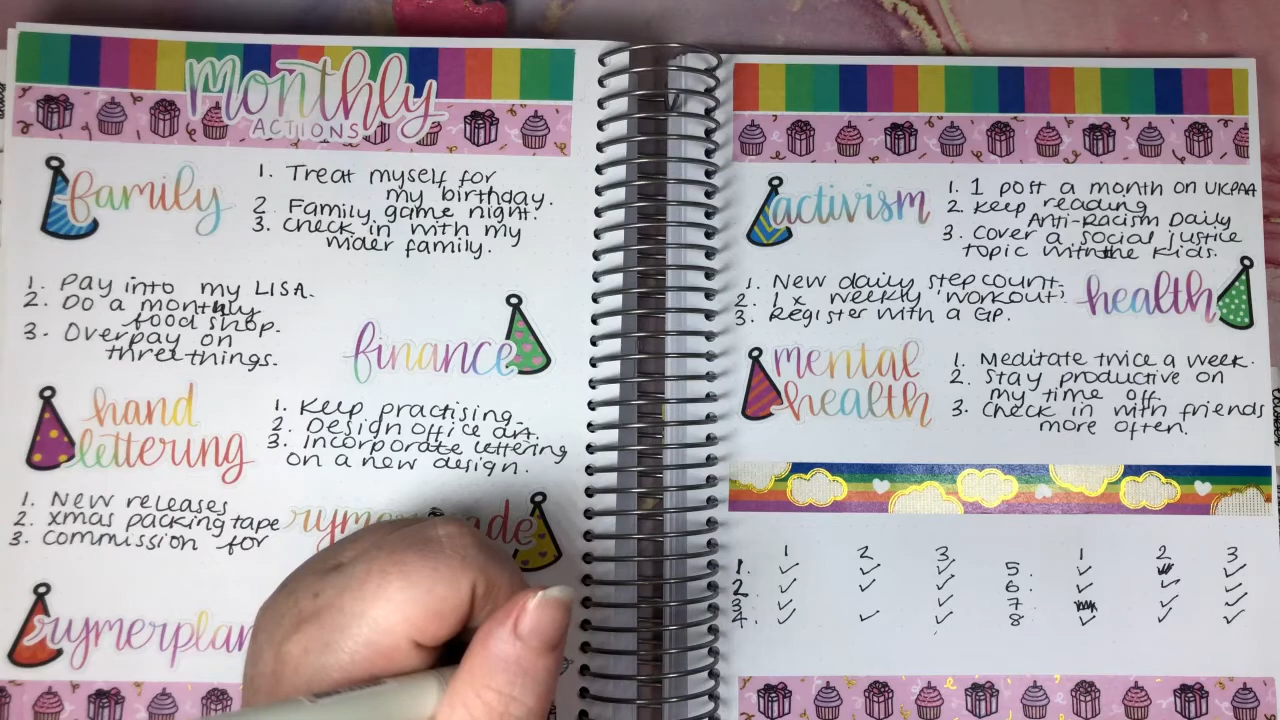 monthly
ACTIONS
family
1. Treat myself for
my birthday.
2. Family game night.
3. Check in with my
wider family.
1. Pay into my LISA.
2. Do a monthly
food shop.
3. Overpay on
three things.
finance
hand
lettering
1. Keep practising.
2. Design office art.
3. Incorporate lettering
on a new design.
1. New releases
2. xmas packing tape
3. commission for
rymerplan
activism
1. 1 post a month on UKPAA
2. Keep reading
Anti-Racism Daily
3. Cover a social justice
topic with the kids.
1. New daily step count.
2. 1x weekly 'workout'
3. Register with a GP.
health
mental
health
1. Meditate twice a week.
2. Stay productive on
my time off.
3. Check in with friends
more often.
1 2 3 1 2 3
1. ✓ ✓ ✓ 5. ✓ ✓
2. ✓ ✓ ✓ 6. ✓ ✓ ✓
3. ✓ ✓ 7 ✓ ✓
4. ✓ ✓ 8 ✓ ✓ ✓